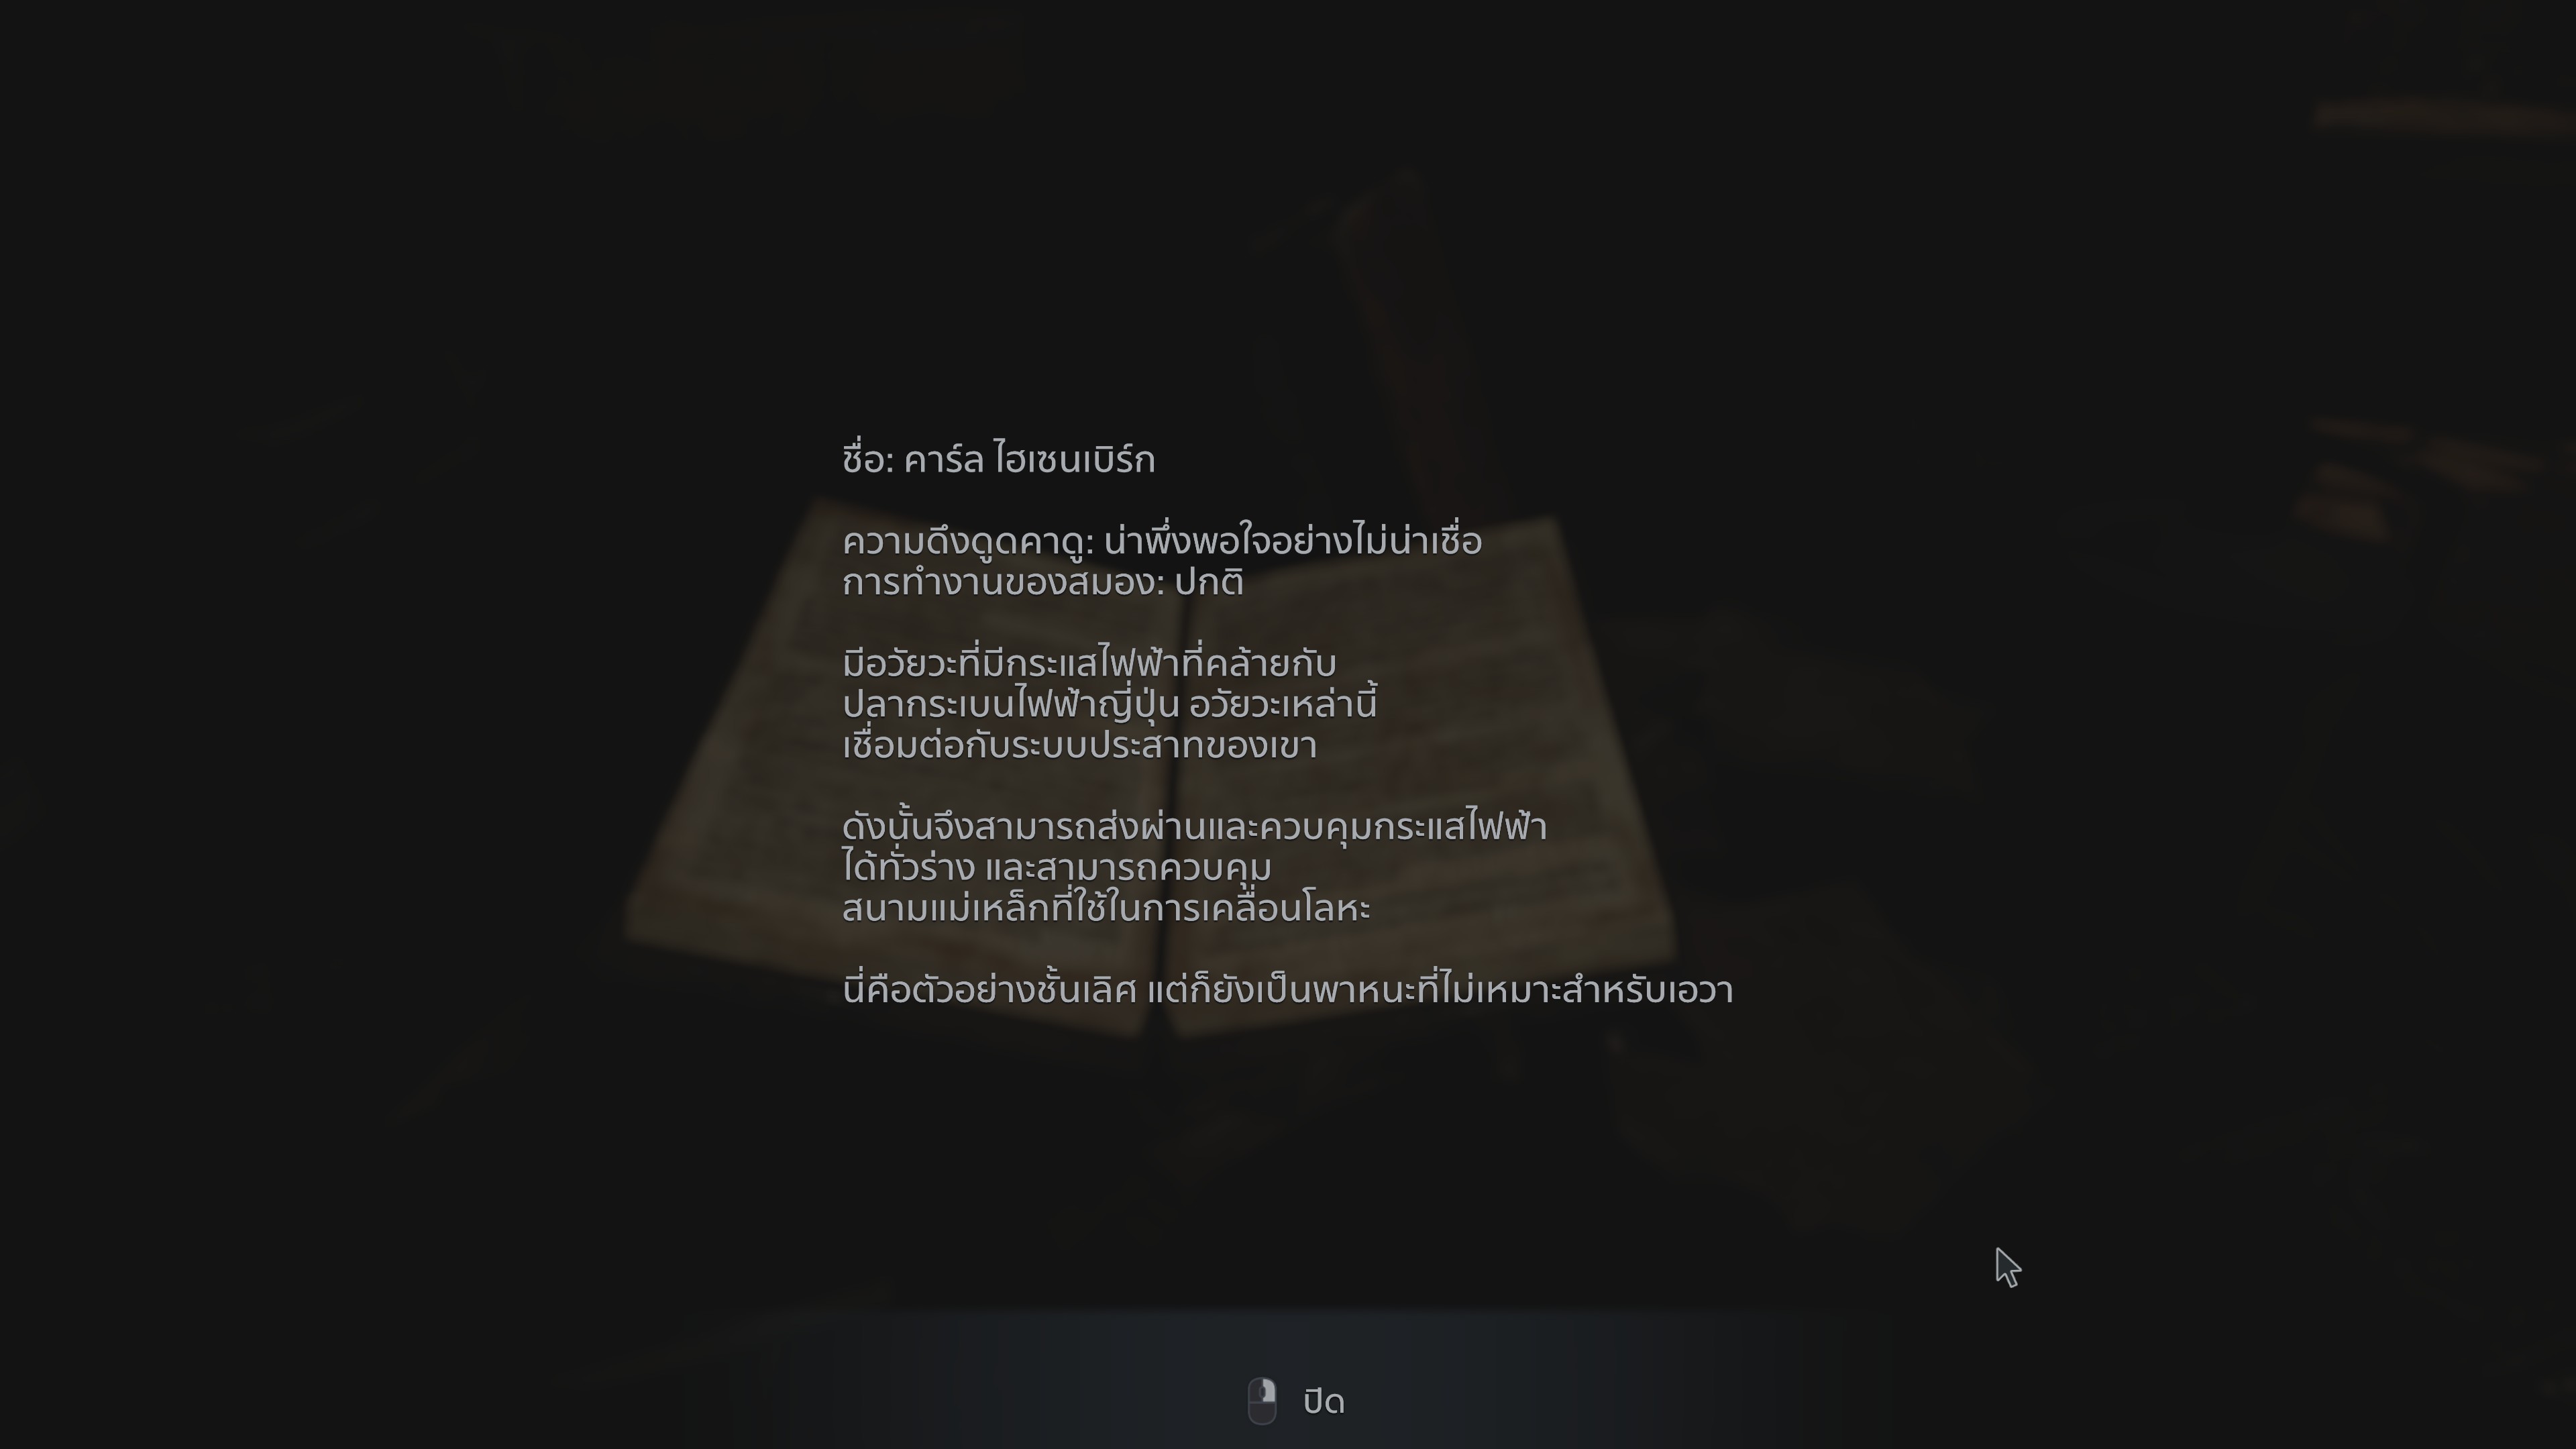 ชื่อ: คาร์ล ไฮเซนเบิร์ก
ความดึงดูดคาดู: น่าพึ่งพอใจอย่างไม่น่าเชื่อ
การทำงานของสมอง: ปกติ
มีอวัยวะที่มีกระแสไฟฟ้าที่คล้ายกับ
ปลากระเบนไฟฟ้าญี่ปุ่น อวัยวะเหล่านี้
เชื่อมต่อกับระบบประสาทของเขา
ดังนั้นจึงสามารถส่งผ่านและควบคุมกระแสไฟฟ้า
ได้ทั่วร่าง และสามารถควบคุม
สนามแม่เหล็กที่ใช้ในการเคลื่อนโลหะ
นี่คือตัวอย่างชั้นเลิศ แต่ก็ยังเป็นพาหนะที่ไม่เหมาะสำหรับเอวา
ปิด